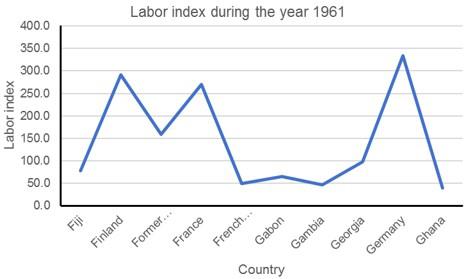 Labor index during the year 1961
400.0
350.0
300.0
250.0
200.0
150.0
100.0
50.0
0.0
Labor index
Fiji
Finland
Former...
France
French...
Gabon
Gambia
Georgia
Germany
Ghana
Country